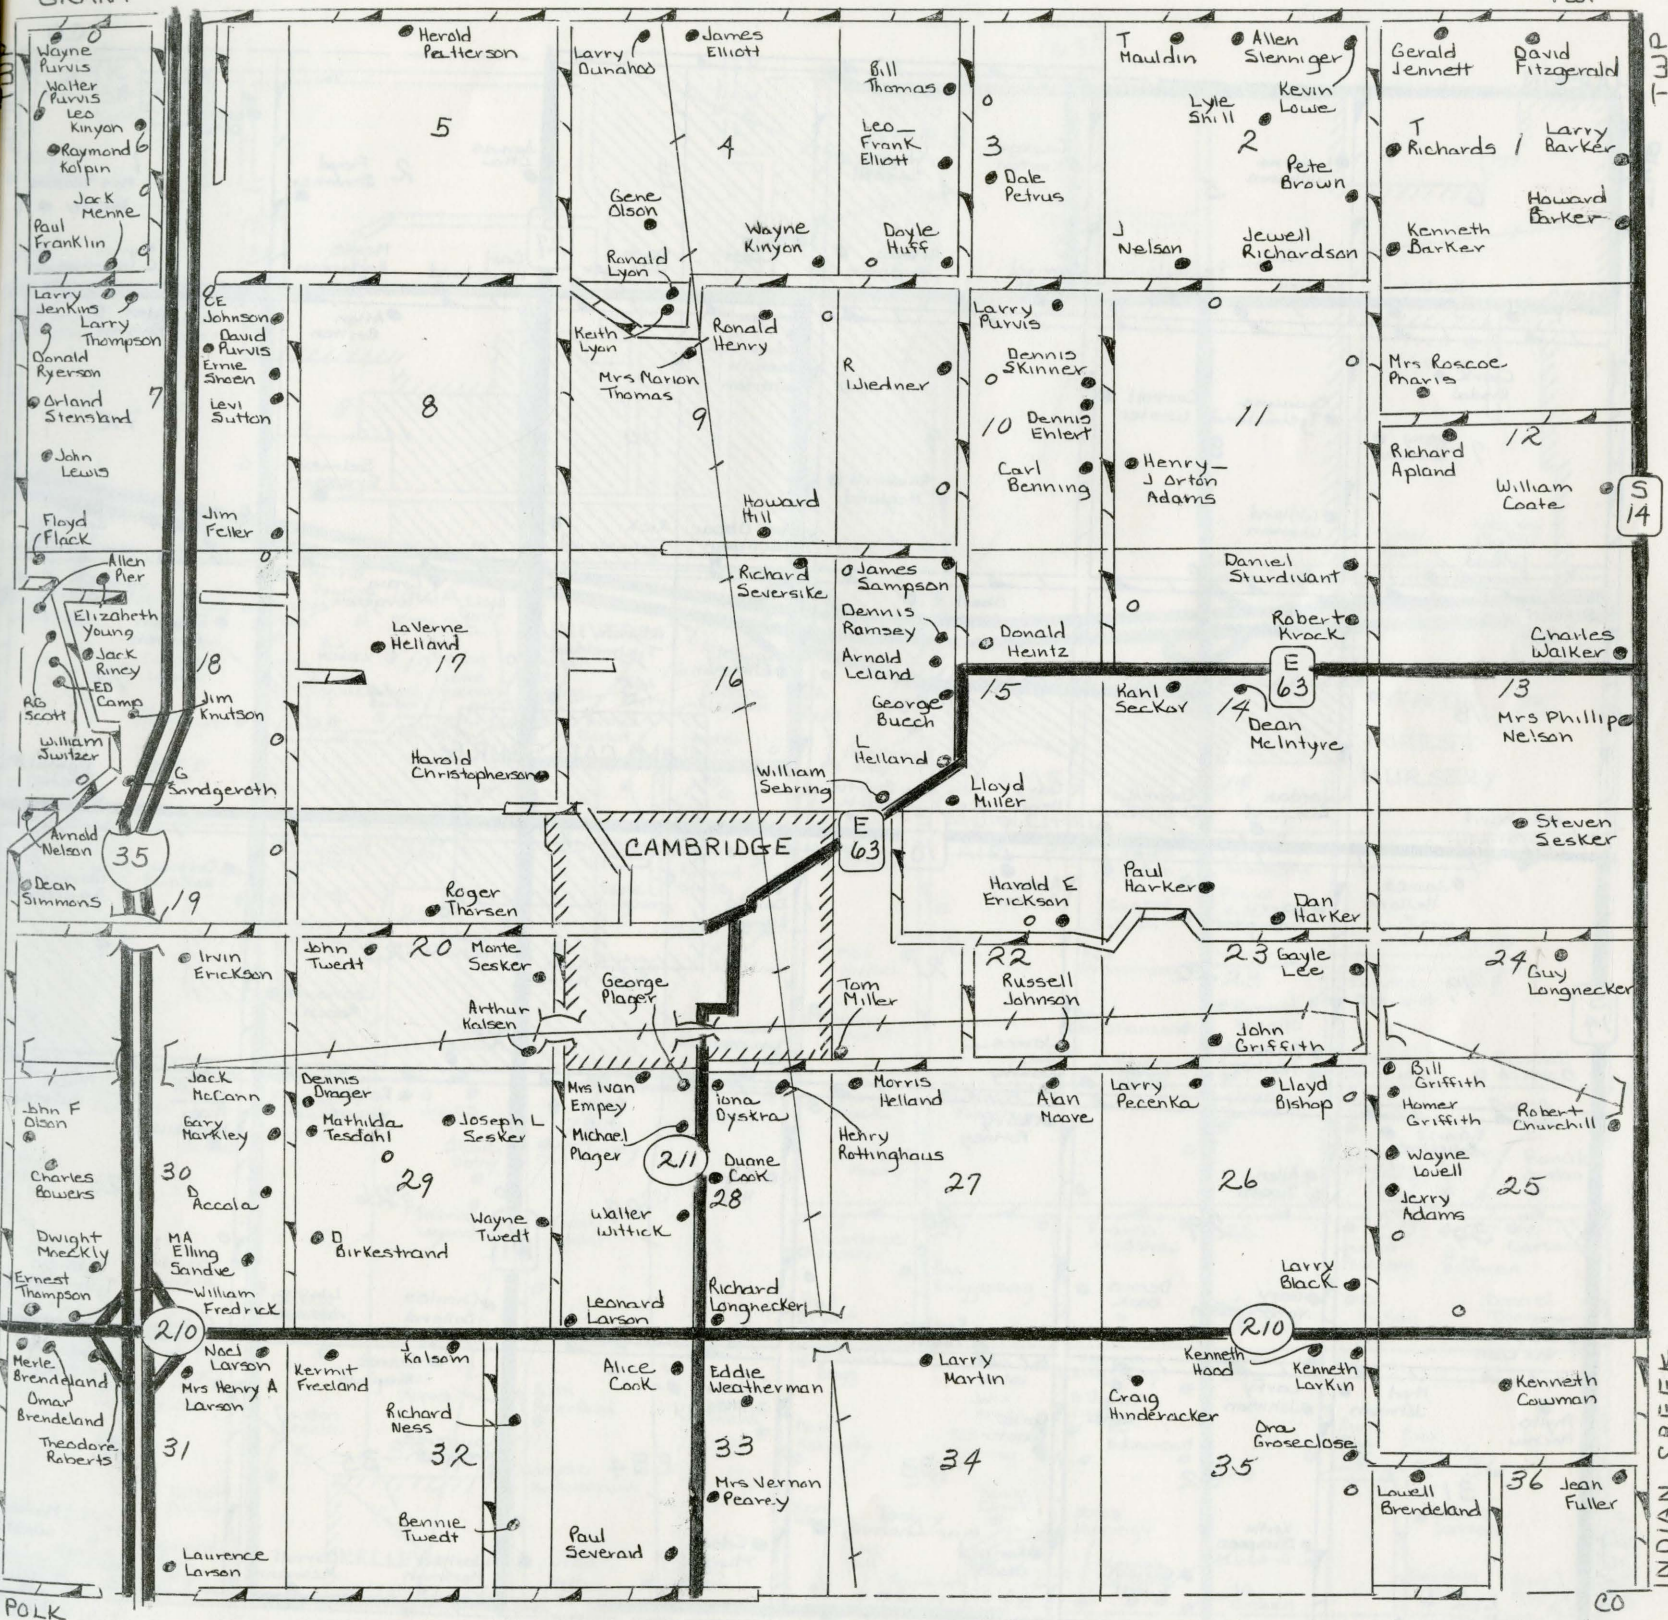 GRANT
TWP
TWP
TWP
Wayne
Purvis
Walter
Purvis
Leo
Kinyon
6
Raymond
Kolpin
Jack
Menne
Paul
Franklin
Herold
Patterson
5
Larry
Dunahoo
James
Elliott
4
Gene
Olson
Ronald
Lyon
Wayne
Kinyon
Bill
Thomas
Leo-
Frank
Elliott
Doyle
Huff
3
Dale
Petrus
T
Mauldin
Allen
Slenniger
Kevin
Lowe
Lyle
Shill
2
Pete
Brown
J
Nelson
Jewell
Richardson
Gerald
Jennett
David
Fitzgerald
T
Richards
1
Larry
Barker
Howard
Barker
Kenneth
Barker
Larry
Jenkins
Larry
Thompson
Donald
Ryerson
Orland
Stensland
7
John
Lewis
Floyd
Flack
CE
Johnson
David
Purvis
Ernie
Shoen
Levi
Sutton
Jim
Feller
8
Keith
Lyon
Mrs Marion
Thomas
Ronald
Henry
9
R
Wiedner
Howard
Hill
Larry
Purvis
Dennis
Skinner
10
Dennis
Ehlert
Carl
Benning
11
Henry-
J Orton
Adams
Mrs Roscoe
Pharis
12
Richard
Apland
William
Coate
S
14
Allen
Pier
Elizabeth
Young
Jack
Riney
ED
Camp
RG
Scott
William
Switzer
18
Jim
Knutson
G
Sandgeroth
LaVerne
Helland
17
Harold
Christopherson
Richard
Seversike
16
James
Sampson
Dennis
Ramsey
Arnold
Leland
George
Buech
L
Helland
William
Sebring
Donald
Heintz
15
Lloyd
Miller
Daniel
Sturdivant
Robert
Krock
E
63
Karl
Seckor
14
Dean
McIntyre
Charles
Walker
13
Mrs Phillip
Nelson
Arnold
Nelson
35
Dean
Simmons
19
Roger
Thorsen
CAMBRIDGE
E
63
Harold E
Erickson
Paul
Harker
Dan
Harker
Steven
Sesker
Irvin
Erickson
John
Twedt
20
Monte
Sesker
Arthur
Kalsen
George
Plager
Tom
Miller
22
Russell
Johnson
23
Gayle
Lee
John
Griffith
24
Guy
Longnecker
John F
Olson
Charles
Bowers
Dwight
Ernest
Thompson
Jack
McCann
Gary
Markley
30
D
Accola
MA
Elling
Sandve
William
Fredrick
Dennis
Drager
Mathilda
Tesdahl
Joseph L
Sesker
29
D
Birkestrand
Wayne
Twedt
Mrs Ivan
Empey
Michael
Plager
211
Walter
Wittick
Leonard
Larson
iona
Dystra
Duane
Cook
28
Richard
Longnecker
Henry
Rottinghaus
Morris
Helland
27
Alan
Moore
Larry
Pecenka
Lloyd
Bishop
26
Larry
Black
Bill
Griffith
Homer
Griffith
Wayne
Lovell
Jerry
Adams
25
Robert
Churchill
210
210
Merle
Brendeland
Omar
Brendeland
Theodore
Roberts
Noel
Larson
Mrs Henry A
Larson
31
Laurence
Larson
Kermit
Freeland
J
Kalsom
Richard
Ness
32
Bennie
Twedt
Alice
Cook
Paul
Severaid
Eddie
Weatherman
33
Mrs Vernon
Pearey
Larry
Martin
34
Kenneth
Hood
Kenneth
Larkin
Craig
Hinderacker
Ora
Groseclose
35
Kenneth
Cowman
Lowell
Brendeland
36
Jean
Fuller
INDIAN CREEK
POLK
CO